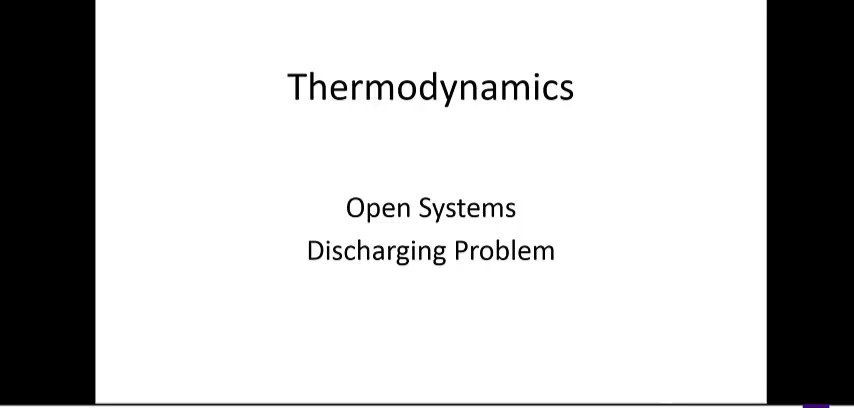 Thermodynamics
Open Systems
Discharging Problem